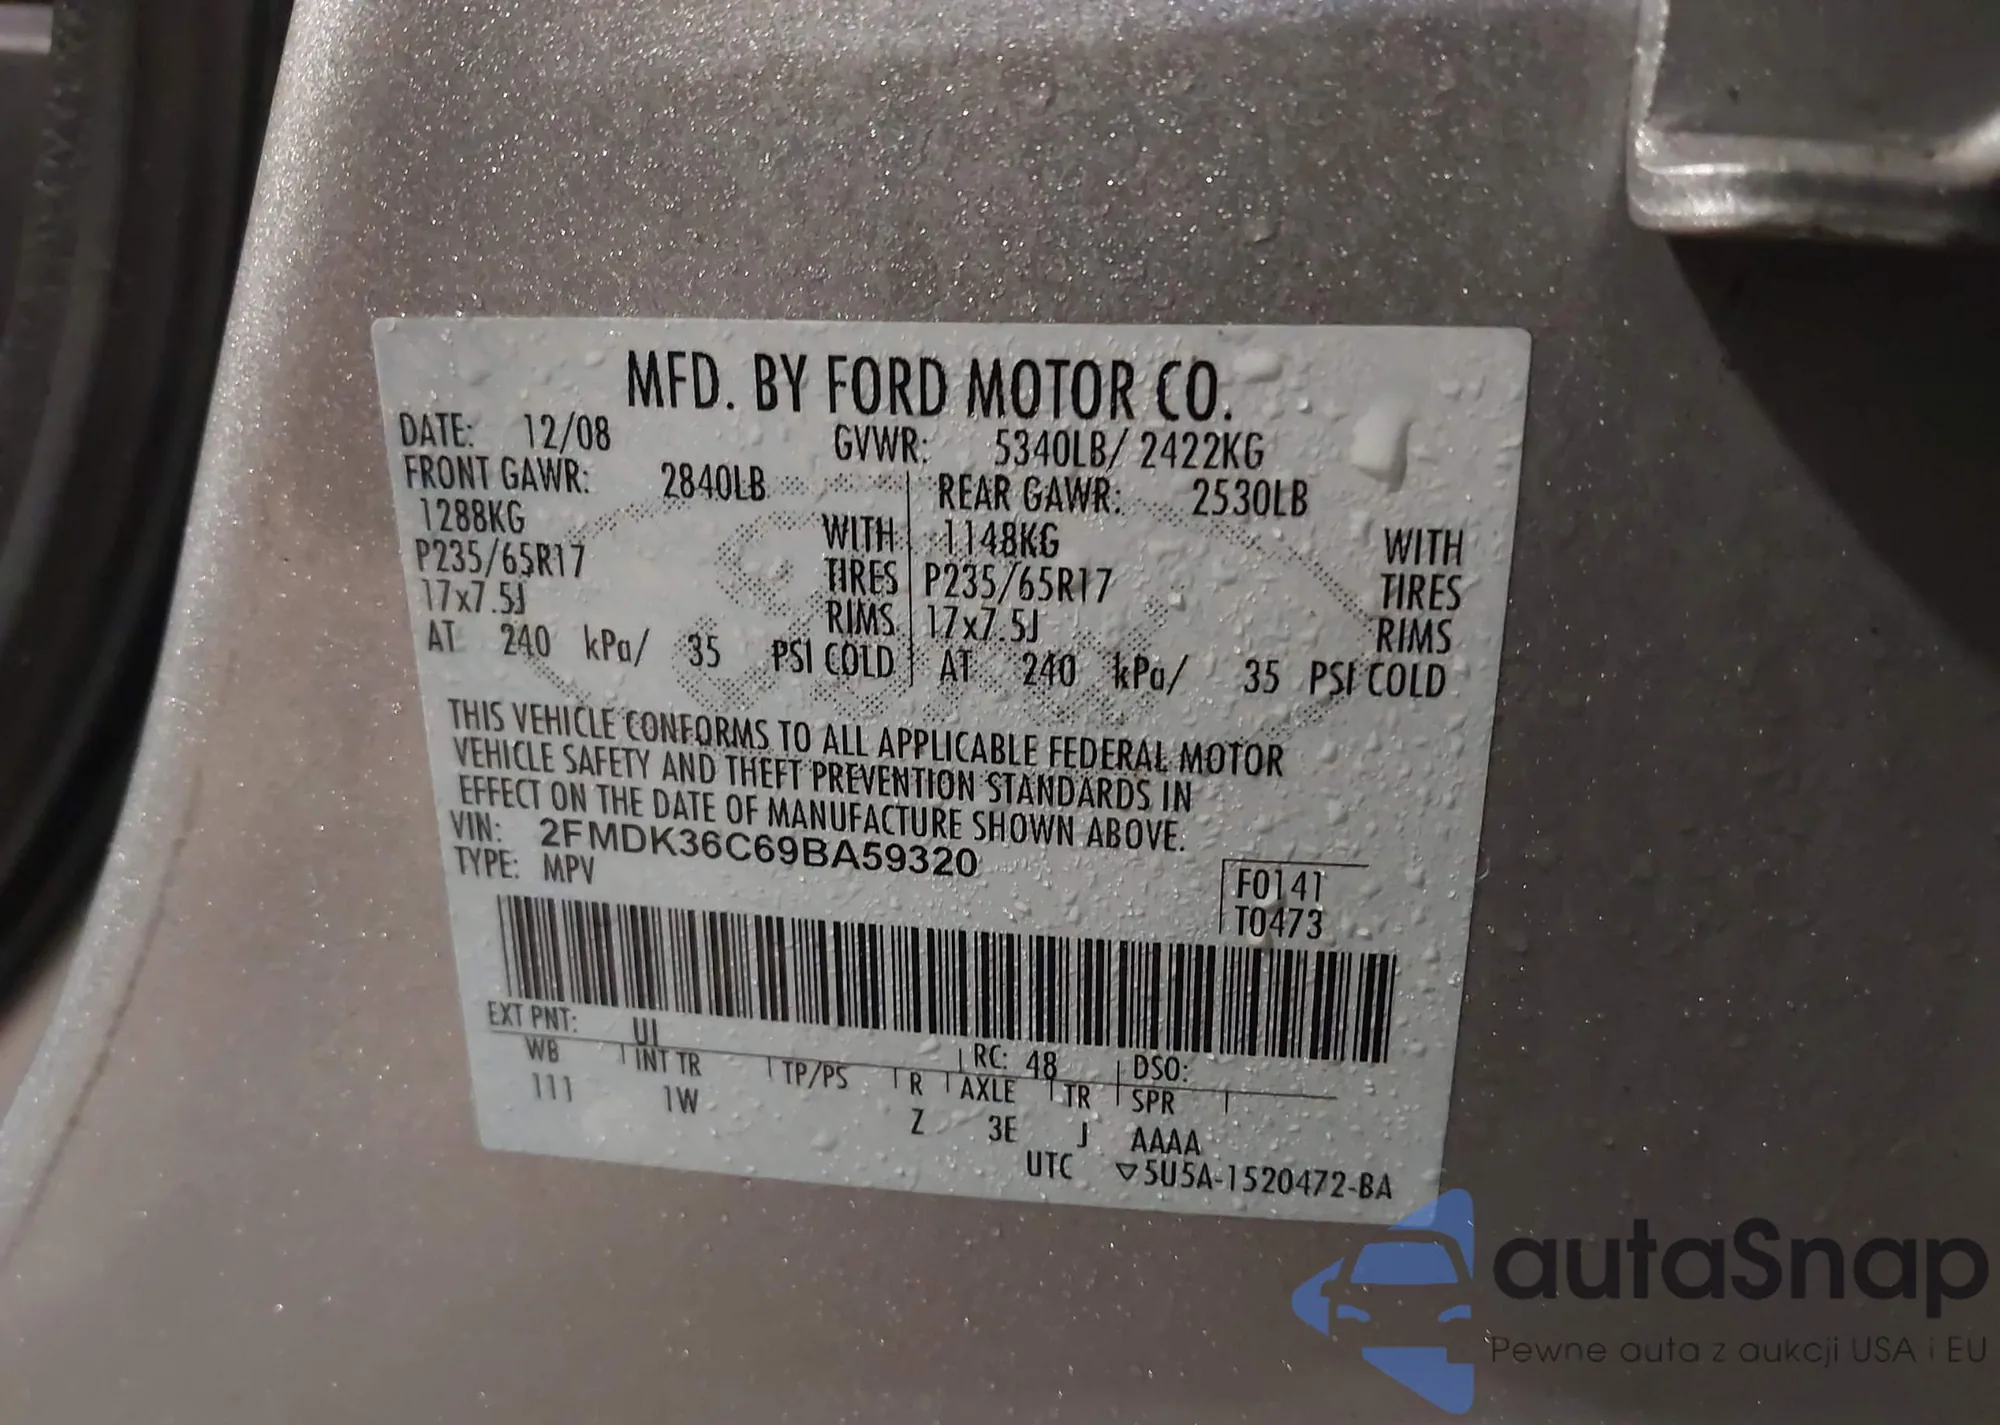 MFD. BY FORD MOTOR CO.
DATE: 12/08 GVWR: 5340LB/ 2422KG
FRONT GAWR: 2840LB REAR GAWR: 2530LB
1288KG WITH 1148KG WITH
P235/65R17 TIRES P235/65R17 TIRES
17x7.5J RIMS 17x7.5J RIMS
AT 240 kPa/ 35 PSI COLD AT 240 kPa/ 35 PSI COLD
THIS VEHICLE CONFORMS TO ALL APPLICABLE FEDERAL MOTOR
VEHICLE SAFETY AND THEFT PREVENTION STANDARDS IN
EFFECT ON THE DATE OF MANUFACTURE SHOWN ABOVE.
VIN: 2FMDK36C69BA59320
TYPE: MPV
F0141
T0473
EXT PNT: UI RC: 48 DSO:
WB INT TR TP/PS R AXLE TR SPR
111 1W Z 3E J AAAA
UTC ▽5U5A-1520472-BA
autaSnap
Pewne auta z aukcji USA i EU